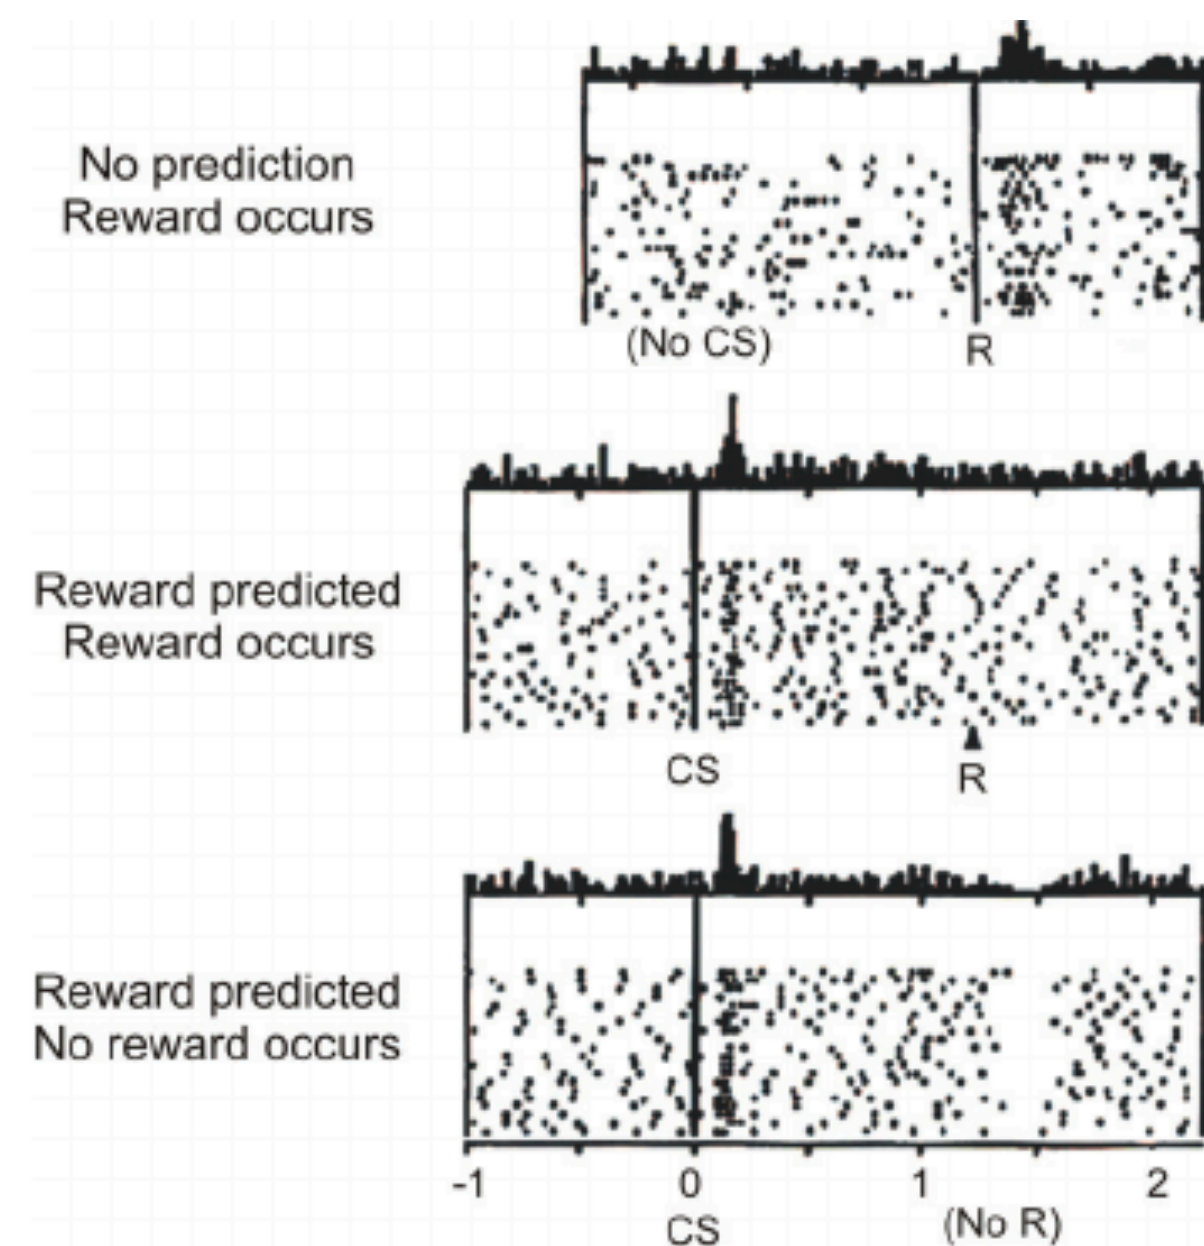 No prediction
Reward occurs
(No CS)
R
Reward predicted
Reward occurs
CS
R
Reward predicted
No reward occurs
-1 0 1 2
CS (No R)